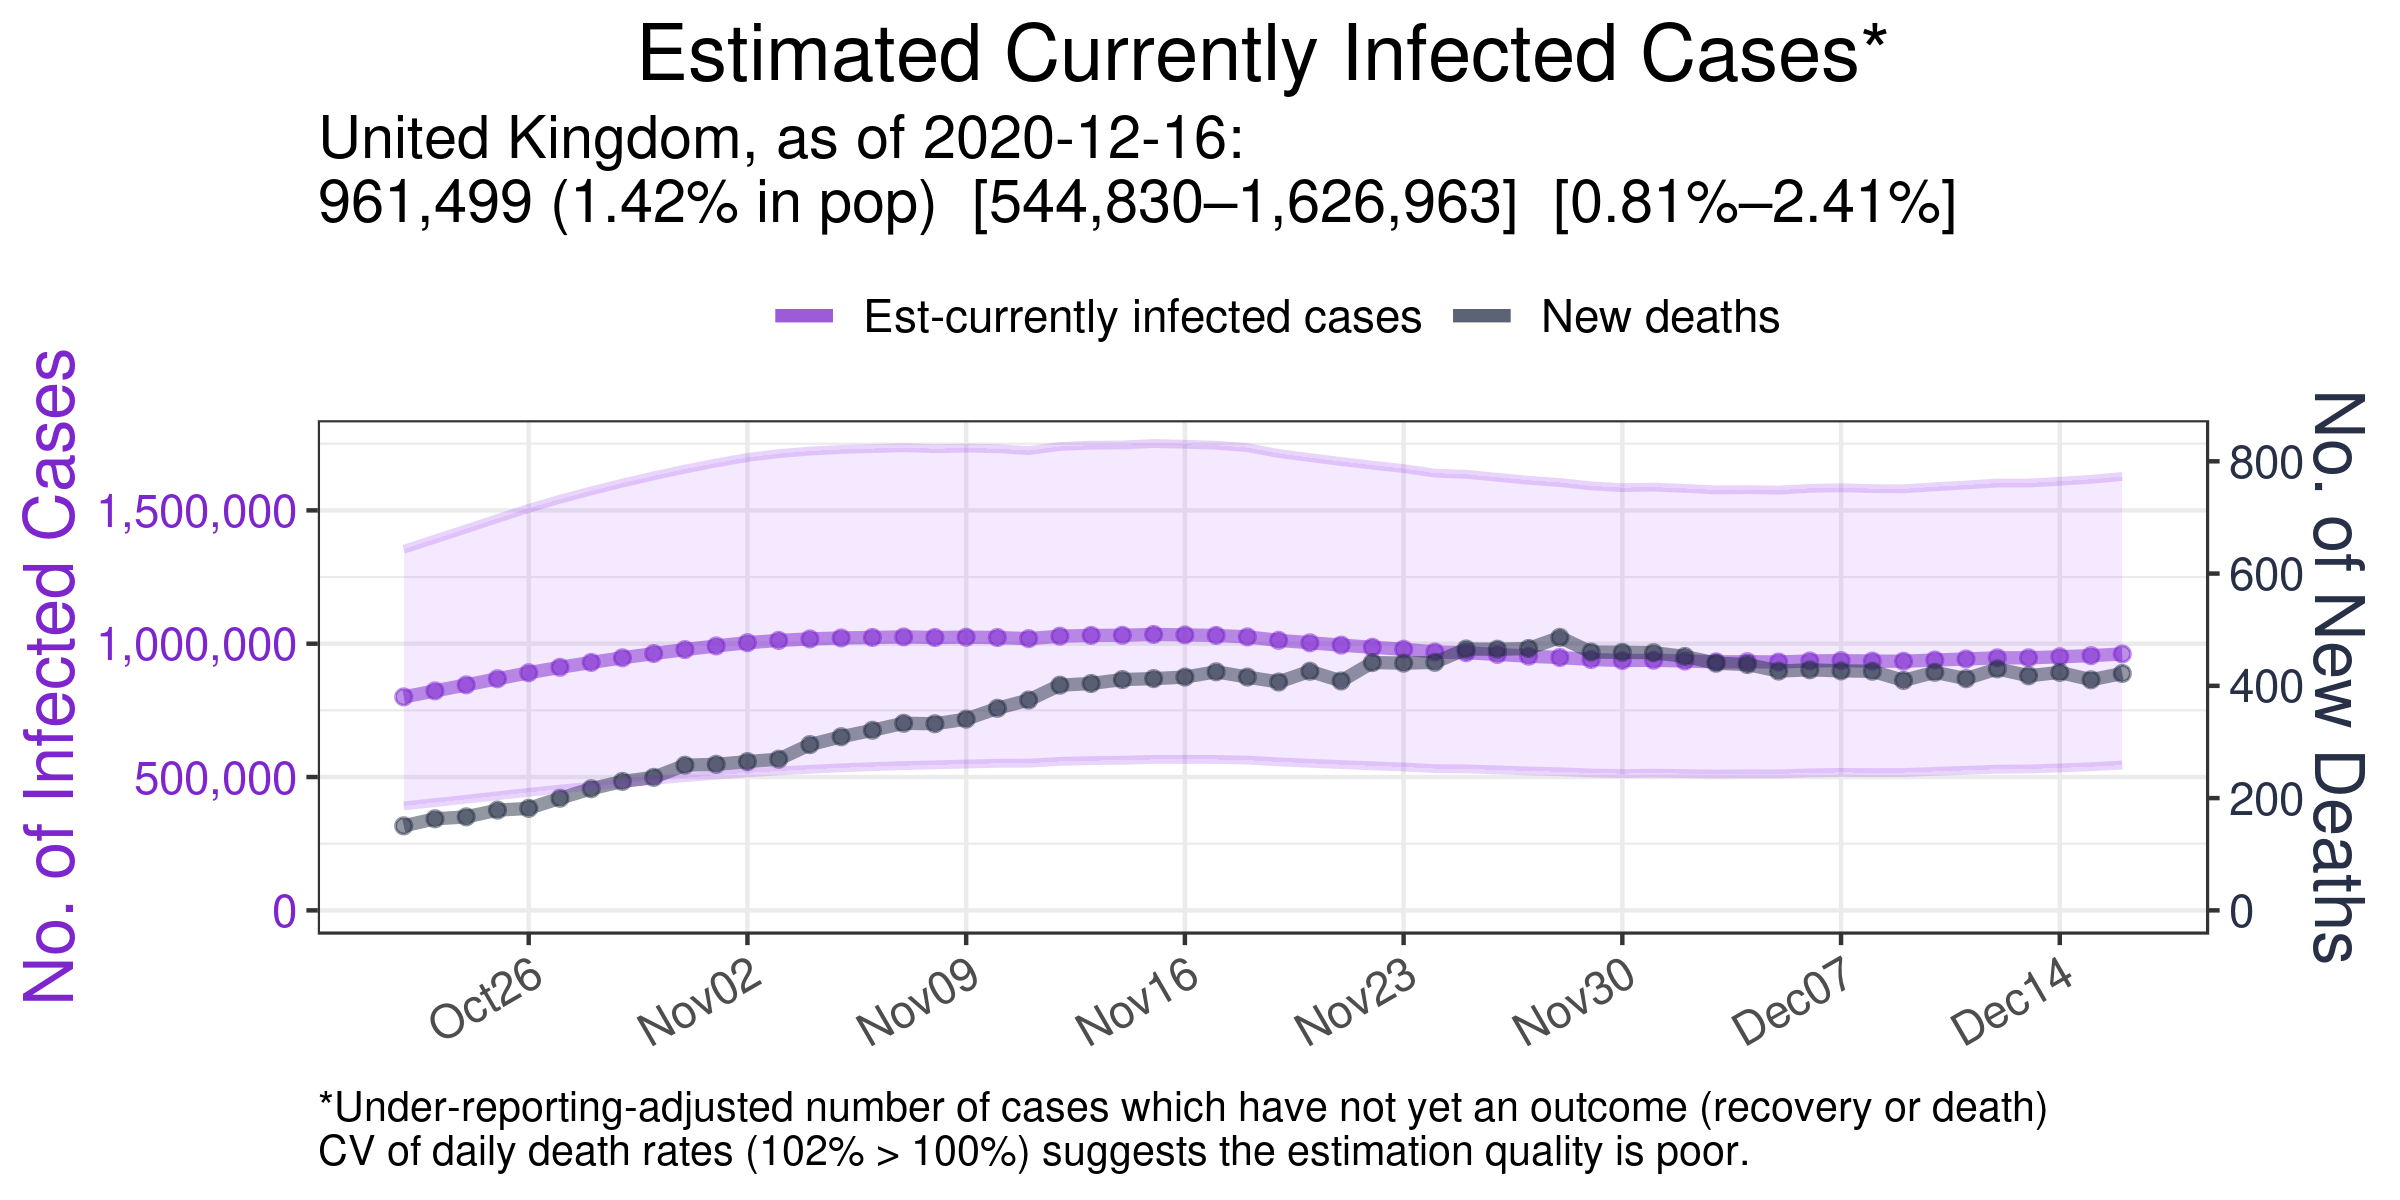 Estimated Currently Infected Cases*
United Kingdom, as of 2020-12-16:
961,499 (1.42% in pop) [544,830–1,626,963] [0.81%–2.41%]
Est-currently infected cases New deaths
No. of Infected Cases
1,500,000
1,000,000
500,000
0
800
600
400
200
0
No. of New Deaths
Oct26 Nov02 Nov09 Nov16 Nov23 Nov30 Dec07 Dec14
*Under-reporting-adjusted number of cases which have not yet an outcome (recovery or death)
CV of daily death rates (102% > 100%) suggests the estimation quality is poor.